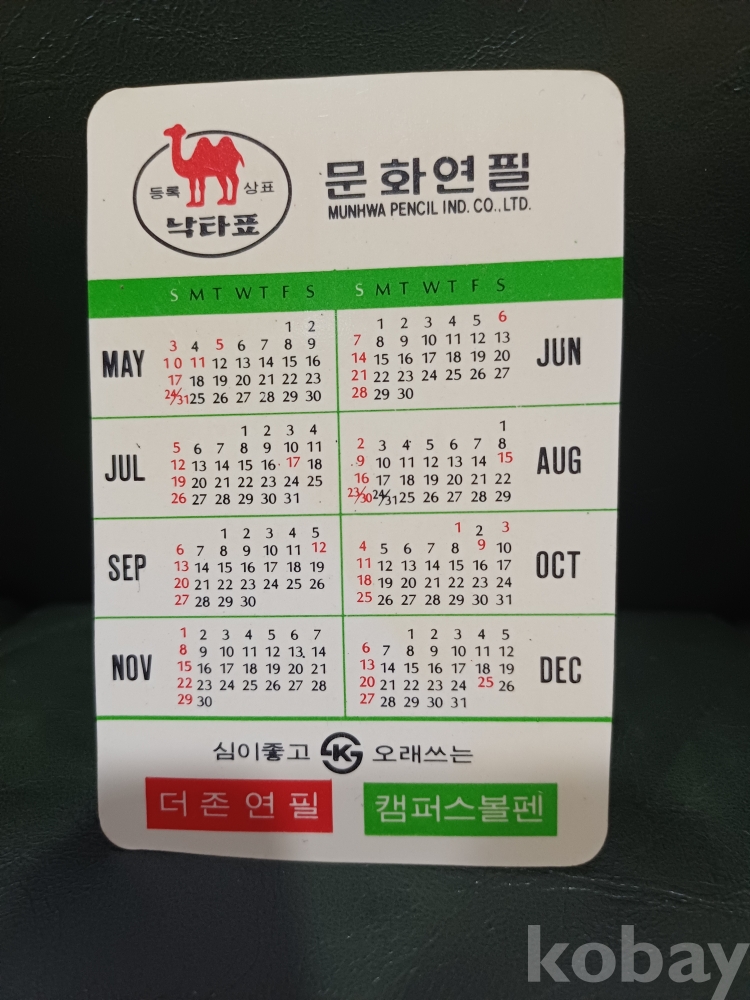 등록 상표
낙타표
문화연필
MUNHWA PENCIL IND. CO.,LTD.
S M T W T F S S M T W T F S
MAY
1 2
3 4 5 6 7 8 9
10 11 12 13 14 15 16
17 18 19 20 21 22 23
24/31 25 26 27 28 29 30
JUN
1 2 3 4 5 6
7 8 9 10 11 12 13
14 15 16 17 18 19 20
21 22 23 24 25 26 27
28 29 30
JUL
1 2 3 4
5 6 7 8 9 10 11
12 13 14 15 16 17 18
19 20 21 22 23 24 25
26 27 28 29 30 31
AUG
1
2 3 4 5 6 7 8
9 10 11 12 13 14 15
16 17 18 19 20 21 22
23/30 24/31 25 26 27 28 29
SEP
1 2 3 4 5
6 7 8 9 10 11 12
13 14 15 16 17 18 19
20 21 22 23 24 25 26
27 28 29 30
OCT
1 2 3
4 5 6 7 8 9 10
11 12 13 14 15 16 17
18 19 20 21 22 23 24
25 26 27 28 29 30 31
NOV
1 2 3 4 5 6 7
8 9 10 11 12 13 14
15 16 17 18 19 20 21
22 23 24 25 26 27 28
29 30
DEC
1 2 3 4 5
6 7 8 9 10 11 12
13 14 15 16 17 18 19
20 21 22 23 24 25 26
27 28 29 30 31
심이좋고 K 오래쓰는
더존연필 캠퍼스볼펜
kobay